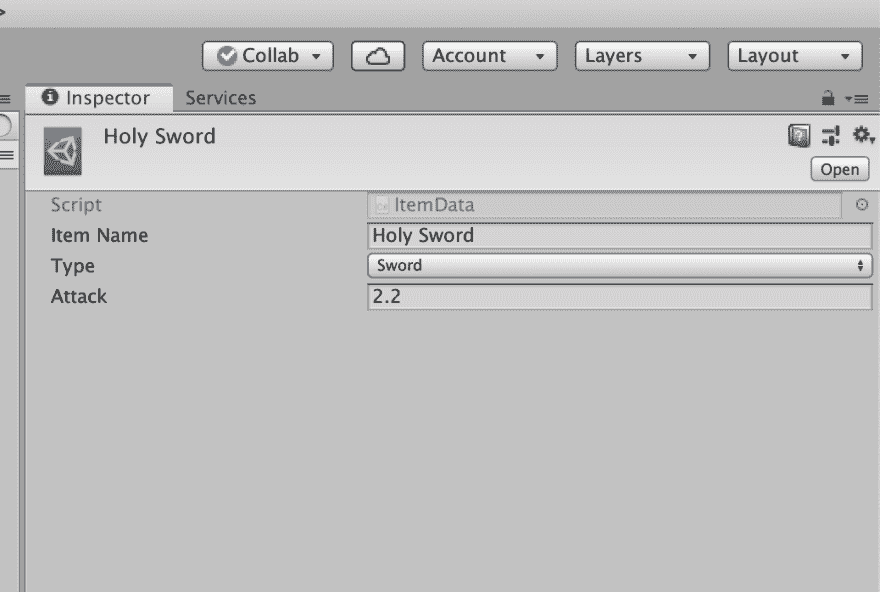 >
Collab Account Layers Layout
Inspector Services
Holy Sword
Open
Script ItemData
Item Name Holy Sword
Type Sword
Attack 2.2